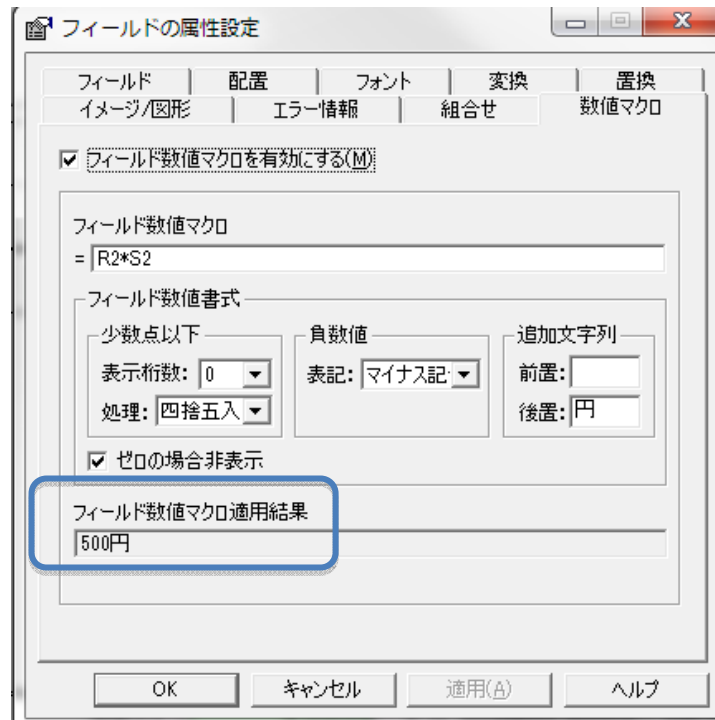 フィールドの属性設定
フィールド 配置 フォント 変換 置換
イメージ/図形 エラー情報 組合せ 数値マクロ
フィールド数値マクロを有効にする(M)
フィールド数値マクロ
= R2*S2
フィールド数値書式
少数点以下 負数値 追加文字列
表示桁数: 0 表記: マイナス記 前置:
処理: 四捨五入 後置: 円
ゼロの場合非表示
フィールド数値マクロ適用結果
500円
OK キャンセル 適用(A) ヘルプ